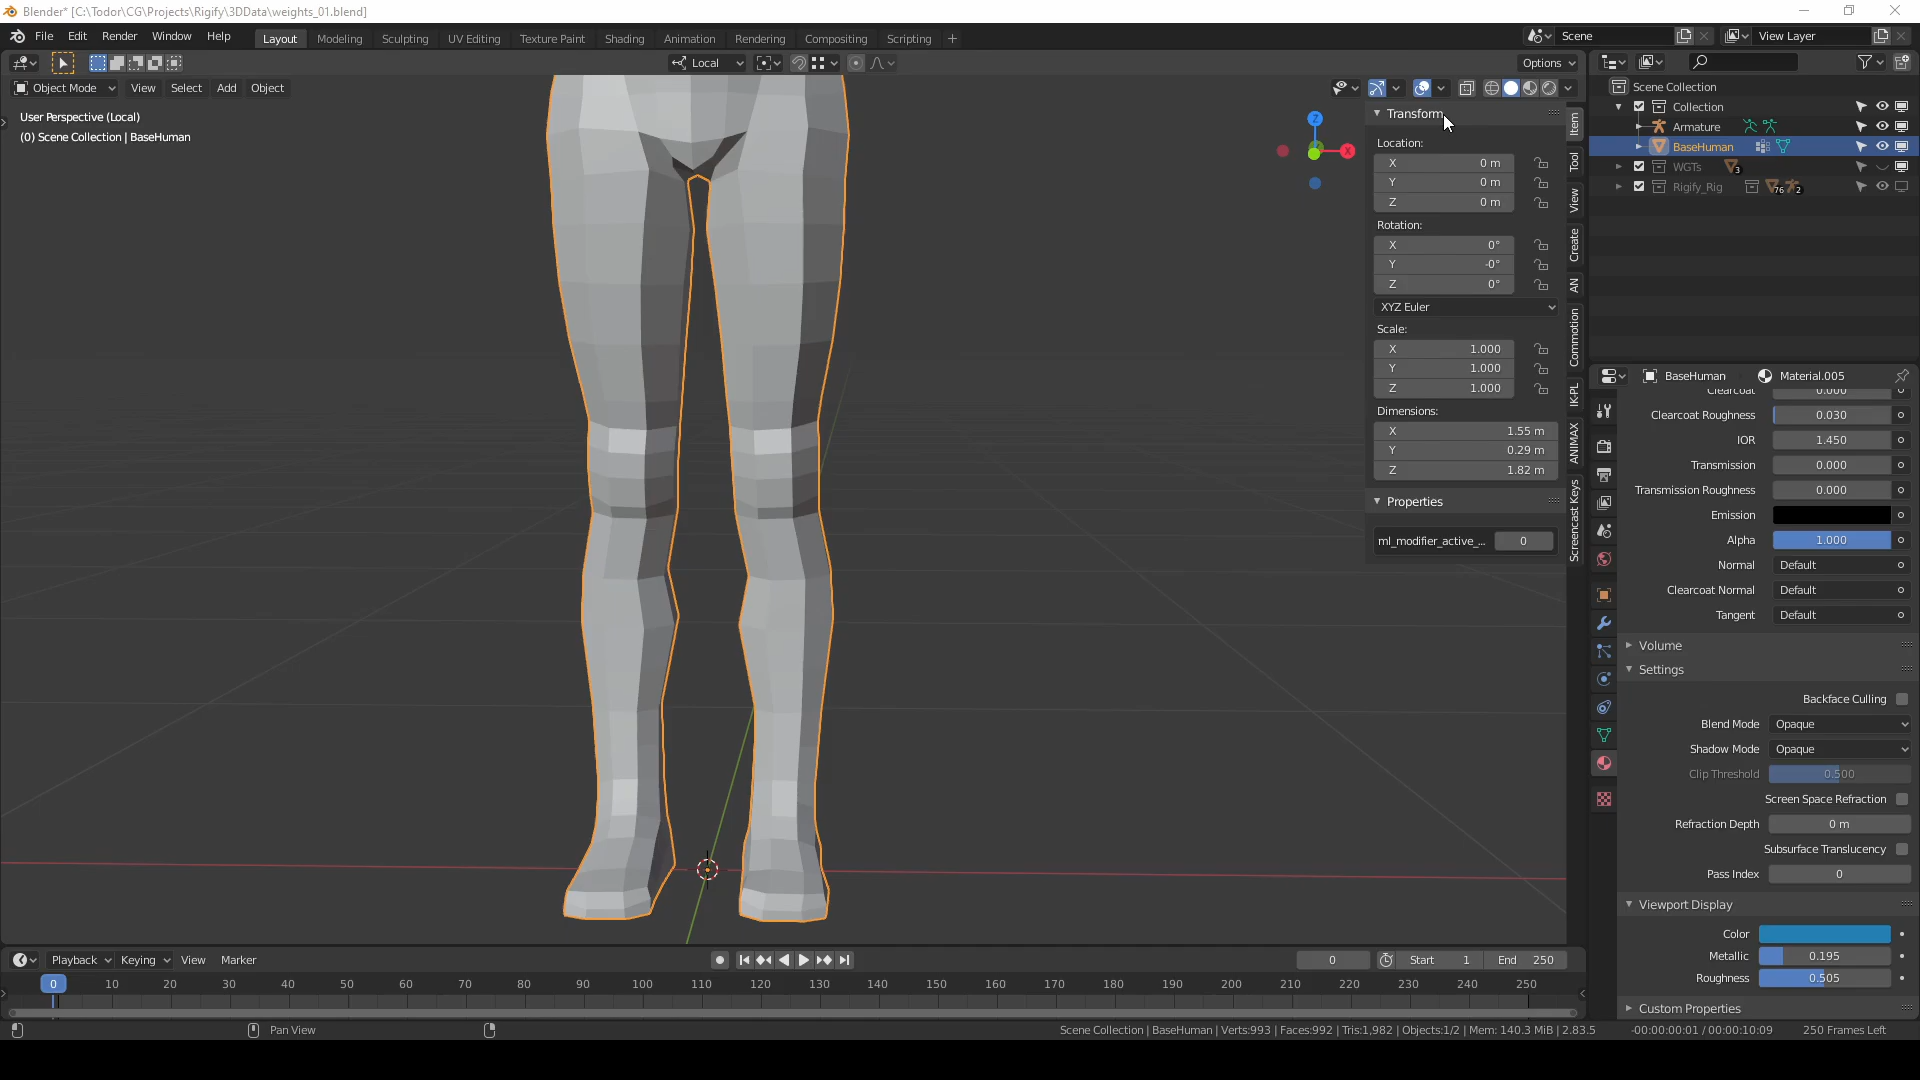 Blender* [C:\Todor\CG\Projects\Rigify\3DData\weights_01.blend]
File Edit Render Window Help
Layout Modeling Sculpting UV Editing Texture Paint Shading Animation Rendering Compositing Scripting
Scene
View Layer
Local
Options
Object Mode View Select Add Object
User Perspective (Local)
(0) Scene Collection | BaseHuman
Z
X
Transform
Location:
X 0 m
Y 0 m
Z 0 m
Rotation:
X 0°
Y -0°
Z 0°
XYZ Euler
Scale:
X 1.000
Y 1.000
Z 1.000
Dimensions:
X 1.55 m
Y 0.29 m
Z 1.82 m
Properties
ml_modifier_active_... 0
Item
Tool
View
Create
AN
Commotion
IK-PL
ANIMAX
Screencast Keys
Scene Collection
Collection
Armature
BaseHuman
WGTs 3
Rigify_Rig 76 2
BaseHuman Material.005
Clearcoat 0.000
Clearcoat Roughness 0.030
IOR 1.450
Transmission 0.000
Transmission Roughness 0.000
Emission
Alpha 1.000
Normal Default
Clearcoat Normal Default
Tangent Default
Volume
Settings
Backface Culling
Blend Mode Opaque
Shadow Mode Opaque
Clip Threshold 0.500
Screen Space Refraction
Refraction Depth 0 m
Subsurface Translucency
Pass Index 0
Viewport Display
Color
Metallic 0.195
Roughness 0.505
Custom Properties
Playback Keying View Marker
0 Start 1 End 250
0 10 20 30 40 50 60 70 80 90 100 110 120 130 140 150 160 170 180 190 200 210 220 230 240 250
Pan View
Scene Collection | BaseHuman | Verts:993 | Faces:992 | Tris:1,982 | Objects:1/2 | Mem: 140.3 MiB | 2.83.5
-00:00:00:01 / 00:00:10:09
250 Frames Left